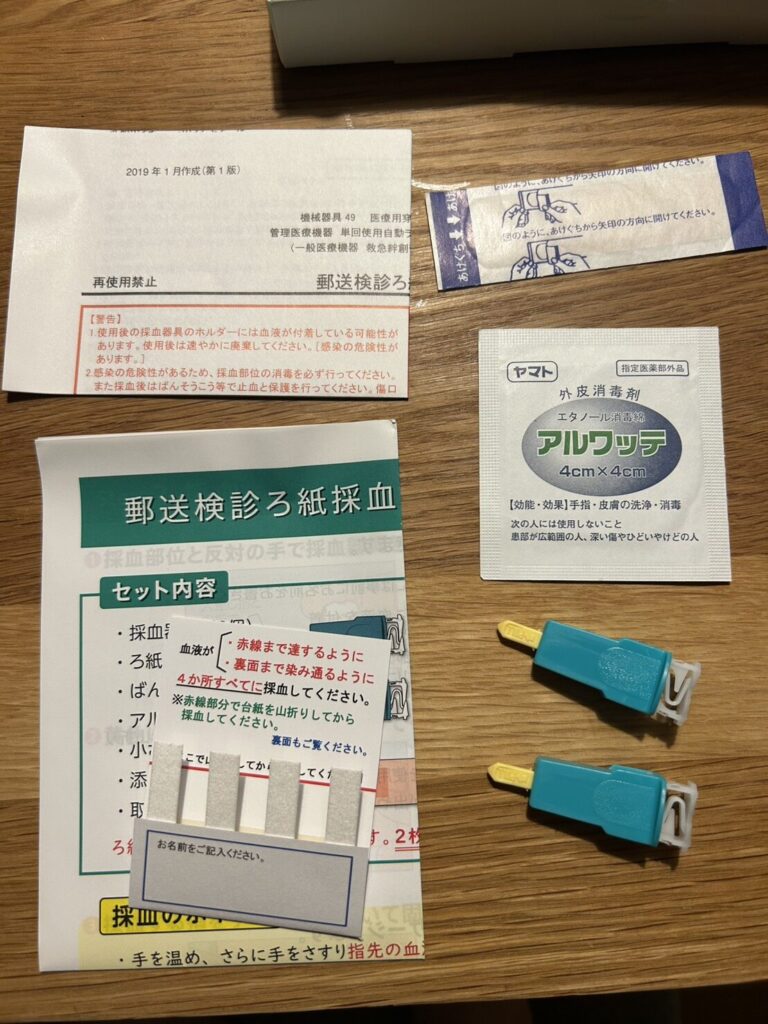 2019年1月作成(第1版)
機械器具49 医療用穿
管理医療機器 単回使用自動
(一般医療機器 救急絆創
再使用禁止
郵送検診ろ
【警告】
1.使用後の採血器具のホルダーには血液が付着している可能性が
あります。使用後は速やかに廃棄してください。[感染の危険性が
あります。]
2.感染の危険性があるため、採血部位の消毒を必ず行ってください。
また採血後はばんそうこう等で止血と保護を行ってください。傷口
あけぐち
図のように、あけぐちから矢印の方向に開けてください。
ヤマト
指定医薬部外品
外皮消毒剤
エタノール消毒綿
アルワッテ
4cm×4cm
【効能・効果】手指・皮膚の洗浄・消毒
次の人には使用しないこと
患部が広範囲の人、深い傷やひどいやけどの人
郵送検診ろ紙採血
セット内容
・採血
・ろ紙
・ばん
・アル
・小
・添
・取
血液が
・赤線まで達するように
・裏面まで染み通るように
4か所すべてに採血してください。
※赤線部分で台紙を山折りしてから
採血してください。
裏面もご覧ください。
お名前をご記入ください。
す。2枚
採血のポ
・手を温め、さらに手をさすり指先の血